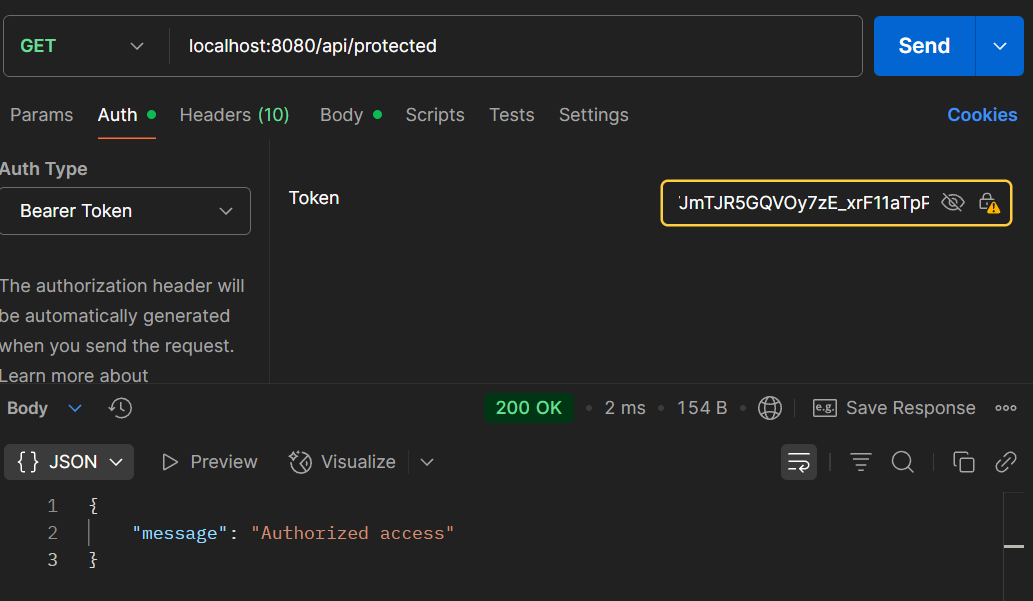 GET localhost:8080/api/protected Send
Params Auth Headers (10) Body Scripts Tests Settings Cookies
Auth Type
Bearer Token
Token
JmTJR5GQVOy7zE_xrF11aTpF
The authorization header will
be automatically generated
when you send the request.
Learn more about
Body 200 OK 2 ms 154 B e.g. Save Response
{} JSON Preview Visualize
1 {
2 "message": "Authorized access"
3 }